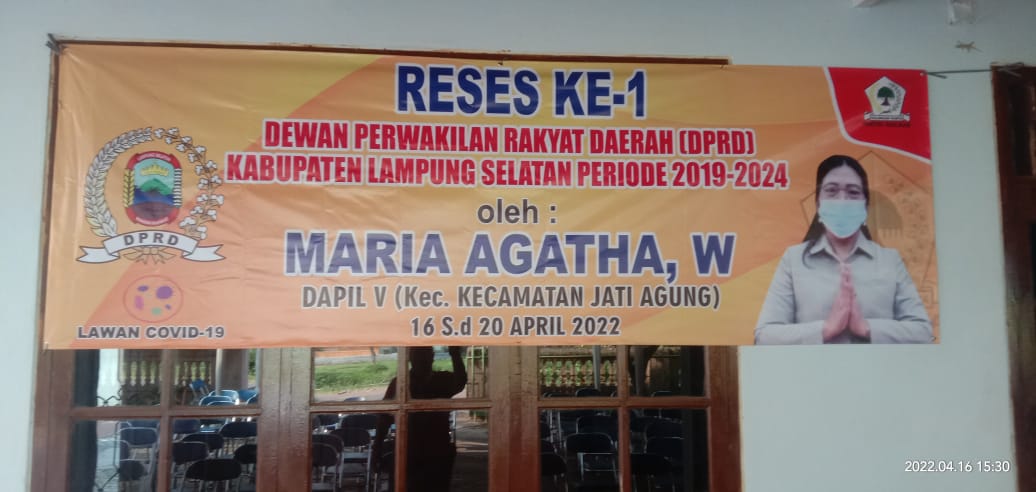 RESES KE-1
DEWAN PERWAKILAN RAKYAT DAERAH (DPRD)
KABUPATEN LAMPUNG SELATAN PERIODE 2019-2024
oleh :
MARIA AGATHA, W
DAPIL V (Kec. KECAMATAN JATI AGUNG)
16 S.d 20 APRIL 2022
DPRD
LAWAN COVID-19
2022.04.16 15:30